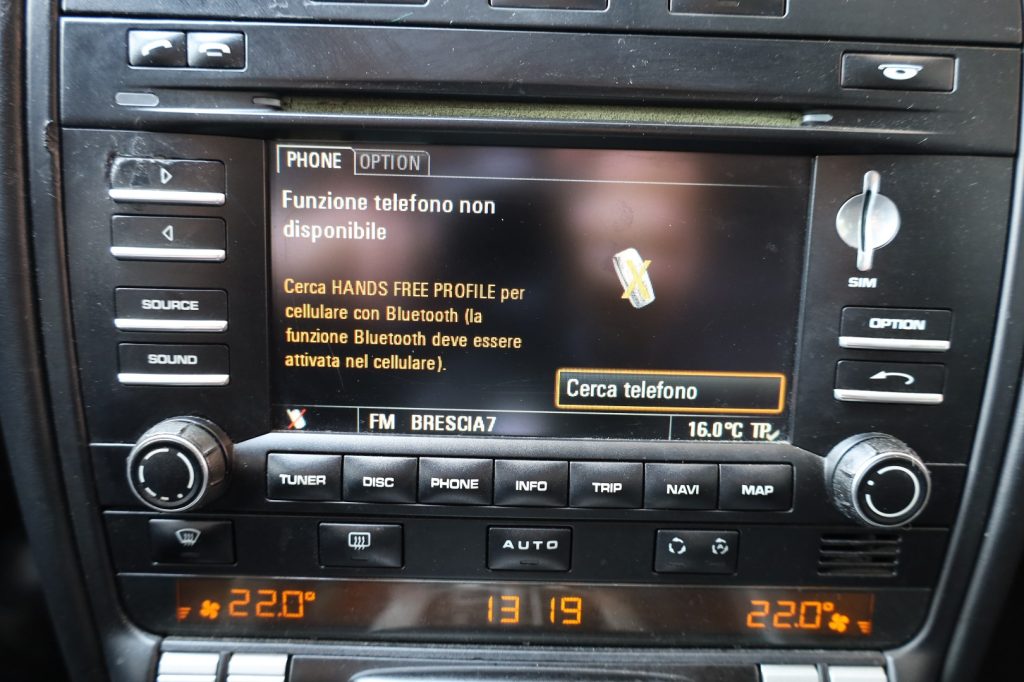 PHONE OPTION
Funzione telefono non
disponibile
Cerca HANDS FREE PROFILE per
cellulare con Bluetooth (la
funzione Bluetooth deve essere
attivata nel cellulare).
Cerca telefono
FM BRESCIA7
16.0°C TP
SOURCE
SOUND
SIM
OPTION
TUNER DISC PHONE INFO TRIP NAVI MAP
AUTO
22.0° 13 19 22.0°